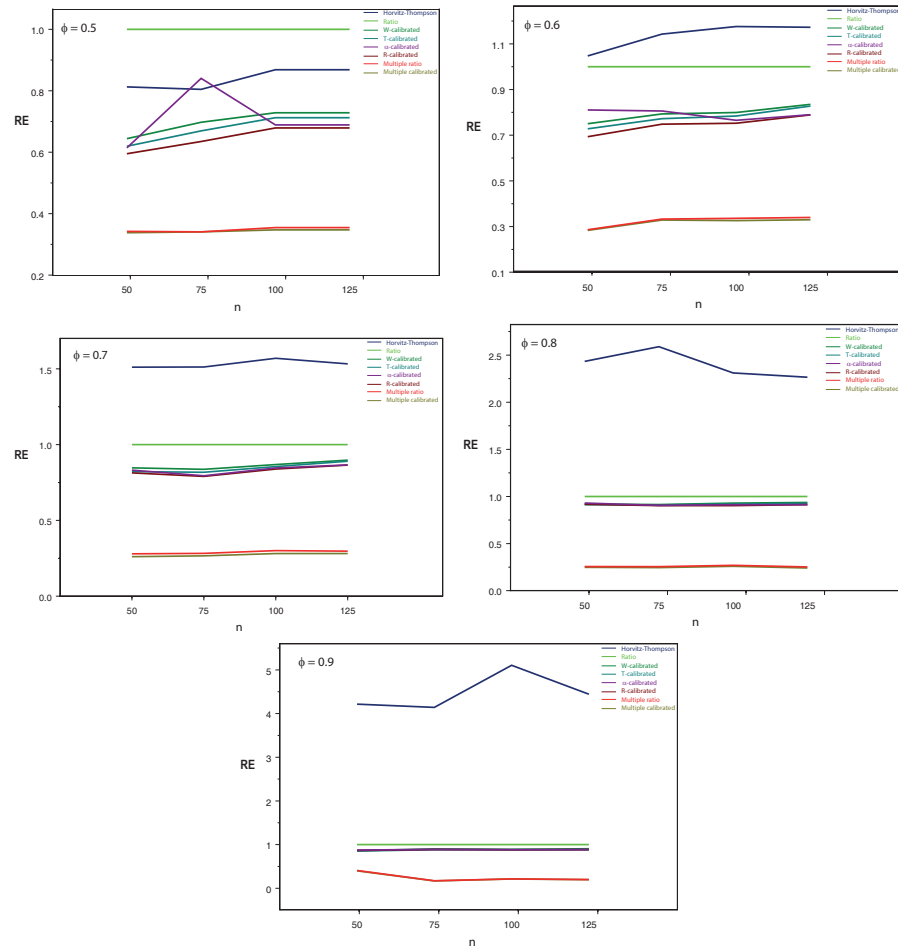 ϕ = 0.5
Horvitz-Thompson
Ratio
W-calibrated
T-calibrated
α-calibrated
R-calibrated
Multiple ratio
Multiple calibrated
1.0
0.8
RE
0.6
0.4
0.2
50 75 100 125
n
ϕ = 0.6
Horvitz-Thompson
Ratio
W-calibrated
T-calibrated
α-calibrated
R-calibrated
Multiple ratio
Multiple calibrated
1.1
0.9
RE
0.7
0.5
0.3
0.1
50 75 100 125
n
ϕ = 0.7
Horvitz-Thompson
Ratio
W-calibrated
T-calibrated
α-calibrated
R-calibrated
Multiple ratio
Multiple calibrated
1.5
RE
1.0
0.5
0.0
50 75 100 125
n
ϕ = 0.8
Horvitz-Thompson
Ratio
W-calibrated
T-calibrated
α-calibrated
R-calibrated
Multiple ratio
Multiple calibrated
2.5
2.0
RE
1.5
1.0
0.5
0.0
50 75 100 125
n
ϕ = 0.9
Horvitz-Thompson
Ratio
W-calibrated
T-calibrated
α-calibrated
R-calibrated
Multiple ratio
Multiple calibrated
5
4
3
RE
2
1
0
50 75 100 125
n